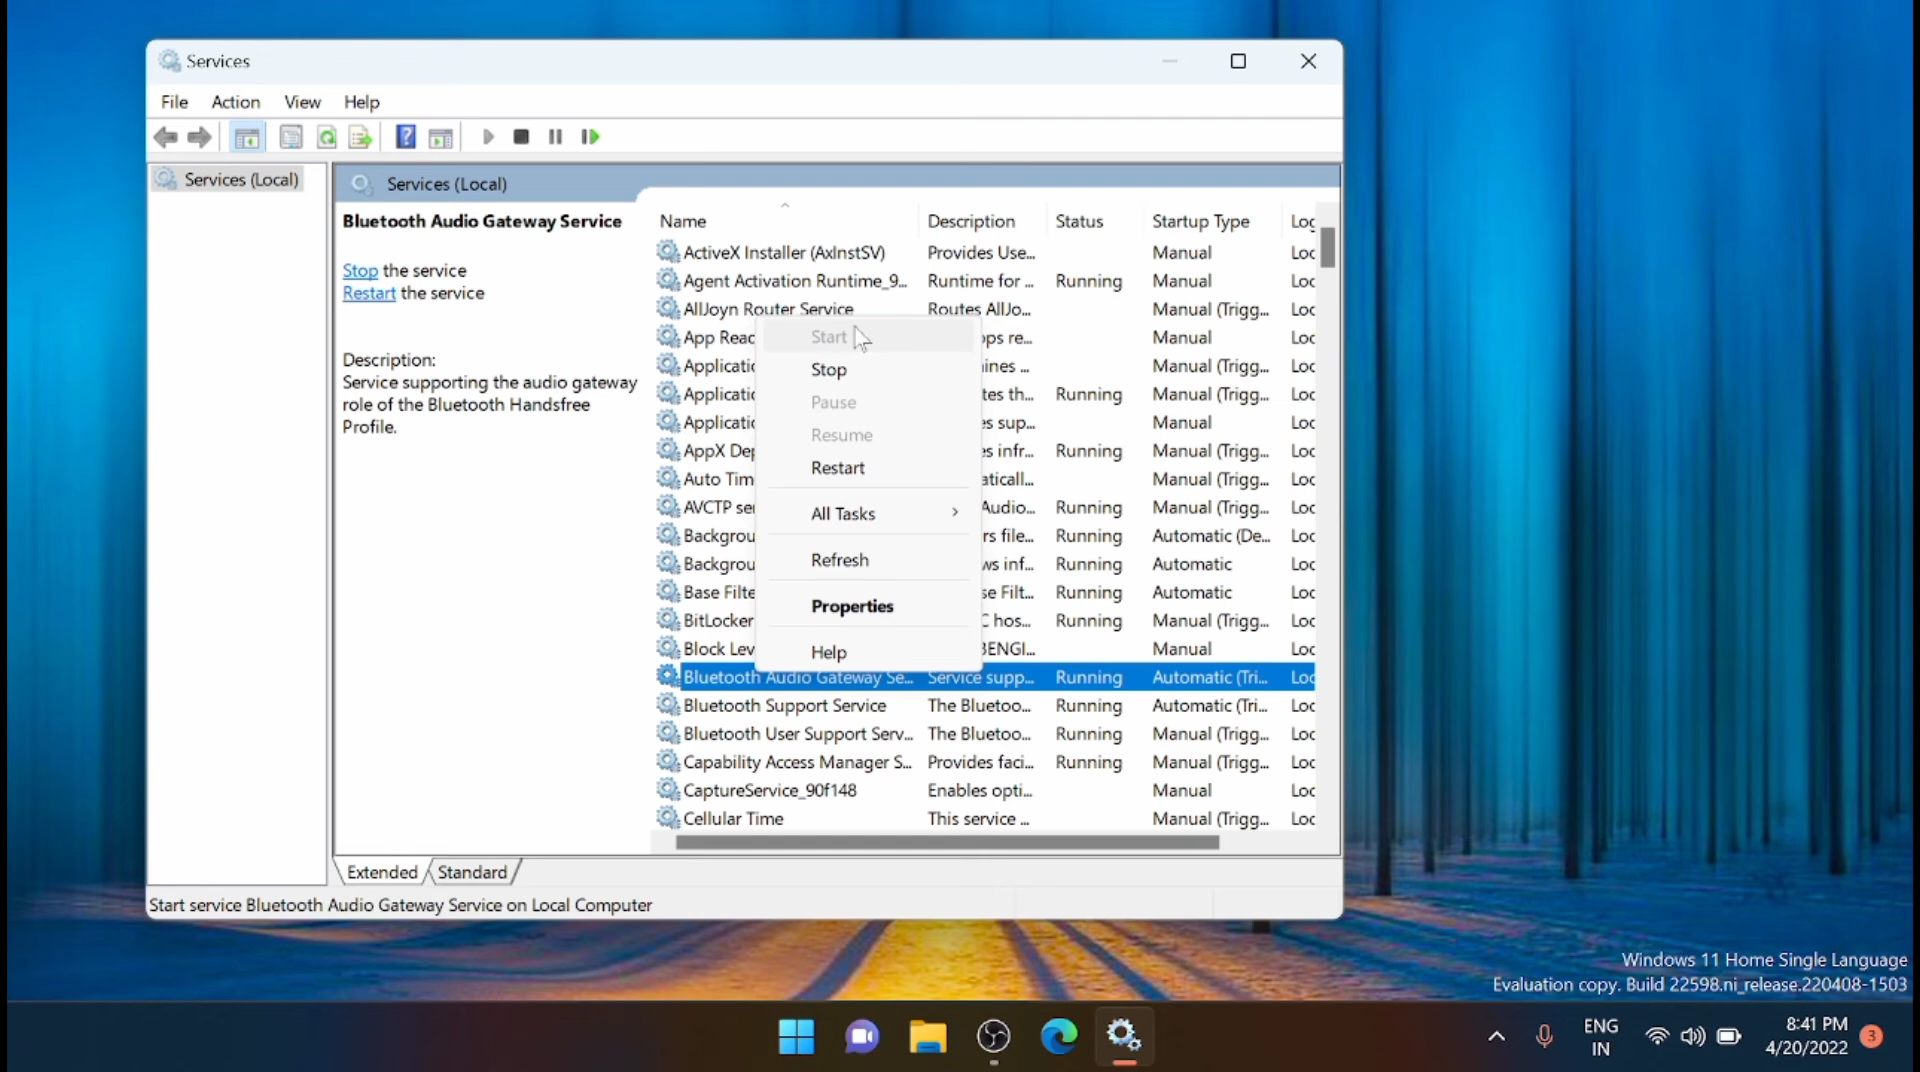 Services
File Action View Help
Services (Local)
Services (Local)
Bluetooth Audio Gateway Service
Stop the service
Restart the service
Description:
Service supporting the audio gateway
role of the Bluetooth Handsfree
Profile.
Name Description Status Startup Type Log
ActiveX Installer (AxInstSV) Provides Use... Manual Loc
Agent Activation Runtime_9... Runtime for ... Running Manual Loc
AllJoyn Router Service Routes AllJo... Manual (Trigg... Loc
App Reac ops re... Manual Loc
Applicatic ines ... Manual (Trigg... Loc
Applicatic tes th... Running Manual (Trigg... Loc
Applicatic es sup... Manual Loc
AppX Dep es infr... Running Manual (Trigg... Loc
Auto Tim aticall... Manual (Trigg... Loc
AVCTP ser Audio... Running Manual (Trigg... Loc
Backgrou rs file... Running Automatic (De... Loc
Backgrou ws inf... Running Automatic Loc
Base Filte se Filt... Running Automatic Loc
BitLocker C hos... Running Manual (Trigg... Loc
Block Lev BENGI... Manual Loc
Bluetooth Audio Gateway Se... Service supp... Running Automatic (Tri... Loc
Bluetooth Support Service The Bluetoo... Running Automatic (Tri... Loc
Bluetooth User Support Serv... The Bluetoo... Running Manual (Trigg... Loc
Capability Access Manager S... Provides faci... Running Manual (Trigg... Loc
CaptureService_90f148 Enables opti... Manual Loc
Cellular Time This service ... Manual (Trigg... Loc
Start
Stop
Pause
Resume
Restart
All Tasks
Refresh
Properties
Help
Extended Standard
Start service Bluetooth Audio Gateway Service on Local Computer
Windows 11 Home Single Language
Evaluation copy. Build 22598.ni_release.220408-1503
ENG
IN
8:41 PM
4/20/2022
3